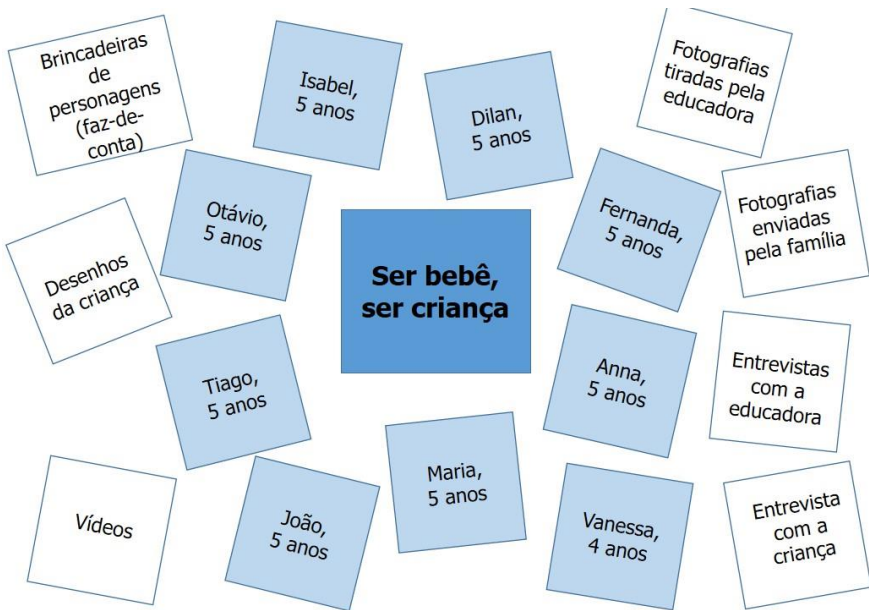 Brincadeiras
de
personagens
(faz-de-
conta)
Isabel,
5 anos
Dilan,
5 anos
Fotografias
tiradas pela
educadora
Otávio,
5 anos
Fernanda,
5 anos
Fotografias
enviadas
pela família
Desenhos
da criança
Ser bebê,
ser criança
Tiago,
5 anos
Anna,
5 anos
Entrevistas
com a
educadora
Vídeos
João,
5 anos
Maria,
5 anos
Vanessa,
4 anos
Entrevista
com a
criança